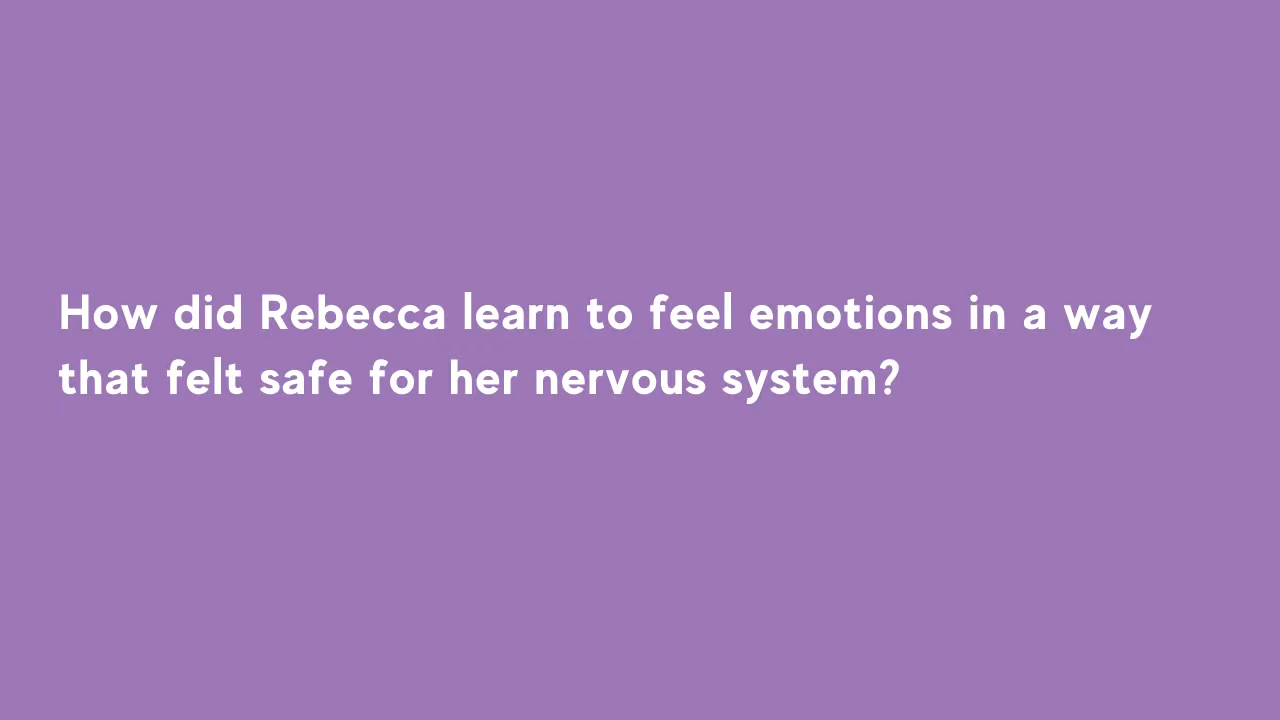 How did Rebecca learn to feel emotions in a way
that felt safe for her nervous system?